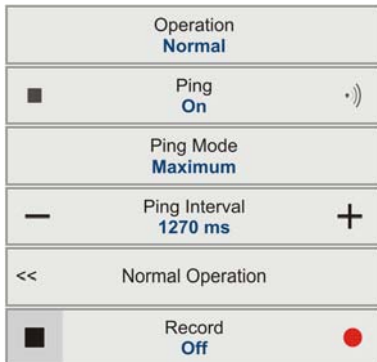 Operation
Normal
Ping
On
Ping Mode
Maximum
Ping Interval
1270 ms
<< Normal Operation
Record
Off